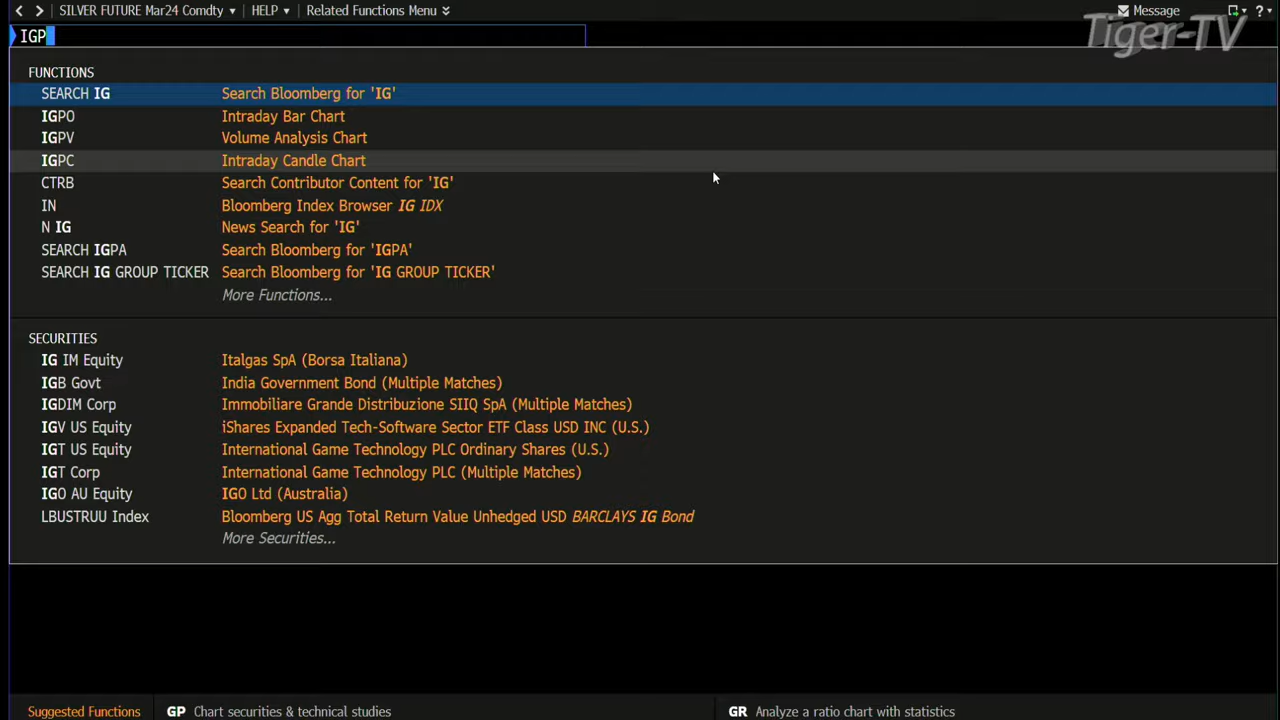 SILVER FUTURE Mar24 Comdty HELP Related Functions Menu Message ?
Tiger-TV
IGP
FUNCTIONS
SEARCH IG Search Bloomberg for 'IG'
IGPO Intraday Bar Chart
IGPV Volume Analysis Chart
IGPC Intraday Candle Chart
CTRB Search Contributor Content for 'IG'
IN Bloomberg Index Browser IG IDX
N IG News Search for 'IG'
SEARCH IGPA Search Bloomberg for 'IGPA'
SEARCH IG GROUP TICKER Search Bloomberg for 'IG GROUP TICKER'
More Functions...
SECURITIES
IG IM Equity Italgas SpA (Borsa Italiana)
IGB Govt India Government Bond (Multiple Matches)
IGDIM Corp Immobiliare Grande Distribuzione SIIQ SpA (Multiple Matches)
IGV US Equity iShares Expanded Tech-Software Sector ETF Class USD INC (U.S.)
IGT US Equity International Game Technology PLC Ordinary Shares (U.S.)
IGT Corp International Game Technology PLC (Multiple Matches)
IGO AU Equity IGO Ltd (Australia)
LBUSTRUU Index Bloomberg US Agg Total Return Value Unhedged USD BARCLAYS IG Bond
More Securities...
Suggested Functions GP Chart securities & technical studies GR Analyze a ratio chart with statistics